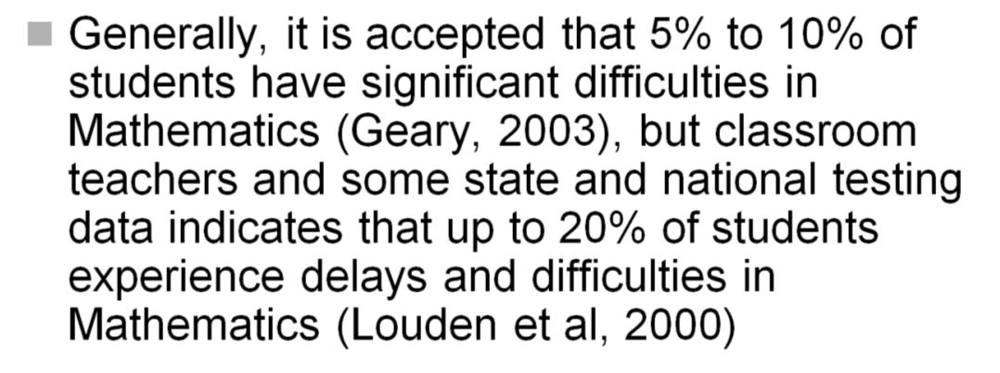 Generally, it is accepted that 5% to 10% of
students have significant difficulties in
Mathematics (Geary, 2003), but classroom
teachers and some state and national testing
data indicates that up to 20% of students
experience delays and difficulties in
Mathematics (Louden et al, 2000)